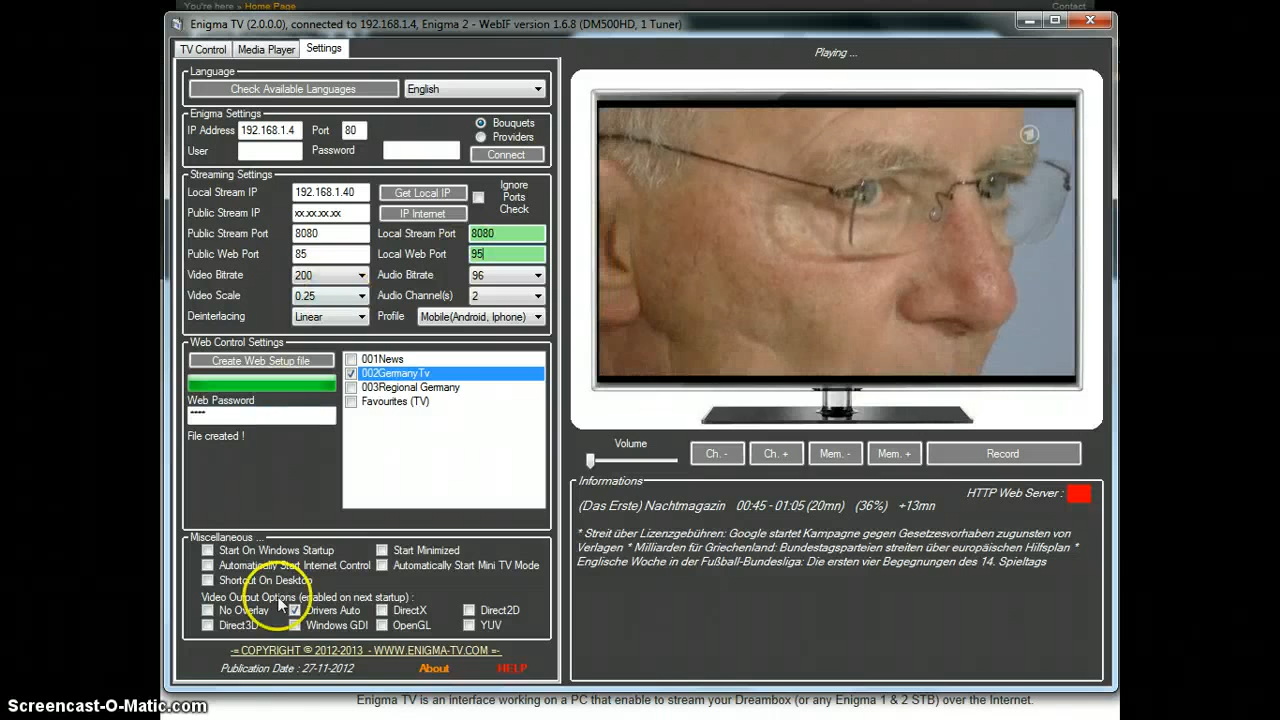 You're here » Home Page
Contact
Enigma TV (2.0.0.0), connected to 192.168.1.4, Enigma 2 - WebIF version 1.6.8 (DM500HD, 1 Tuner)
TV Control
Media Player
Settings
Language
Check Available Languages
English
Enigma Settings
IP Address
192.168.1.4
Port
80
Bouquets
Providers
User
Password
Connect
Streaming Settings
Local Stream IP
192.168.1.40
Get Local IP
Ignore
Ports
Check
Public Stream IP
xx.xx.xx.xx
IP Internet
Public Stream Port
8080
Local Stream Port
8080
Public Web Port
85
Local Web Port
95
Video Bitrate
200
Audio Bitrate
96
Video Scale
0.25
Audio Channel(s)
2
Deinterlacing
Linear
Profile
Mobile(Android, Iphone)
Web Control Settings
Create Web Setup file
Web Password
****
File created !
001News
002GermanyTv
003Regional Germany
Favourites (TV)
Miscellaneous ...
Start On Windows Startup
Start Minimized
Automatically Start Internet Control
Automatically Start Mini TV Mode
Shortcut On Desktop
Video Output Options (enabled on next startup) :
No Overlay
Drivers Auto
DirectX
Direct2D
Direct3D
Windows GDI
OpenGL
YUV
-= COPYRIGHT © 2012-2013 - WWW.ENIGMA-TV.COM =-
Publication Date : 27-11-2012
About
HELP
Playing ...
Volume
Ch. -
Ch. +
Mem. -
Mem. +
Record
Informations
HTTP Web Server :
(Das Erste) Nachtmagazin 00:45 - 01:05 (20mn) (36%) +13mn
* Streit über Lizenzgebühren: Google startet Kampagne gegen Gesetzesvorhaben zugunsten von
Verlagen * Milliarden für Griechenland: Bundestagsparteien streiten über europäischen Hilfsplan *
Englische Woche in der Fußball-Bundesliga: Die ersten vier Begegnungen des 14. Spieltags
Enigma TV is an interface working on a PC that enable to stream your Dreambox (or any Enigma 1 & 2 STB) over the Internet.
Screencast-O-Matic.com